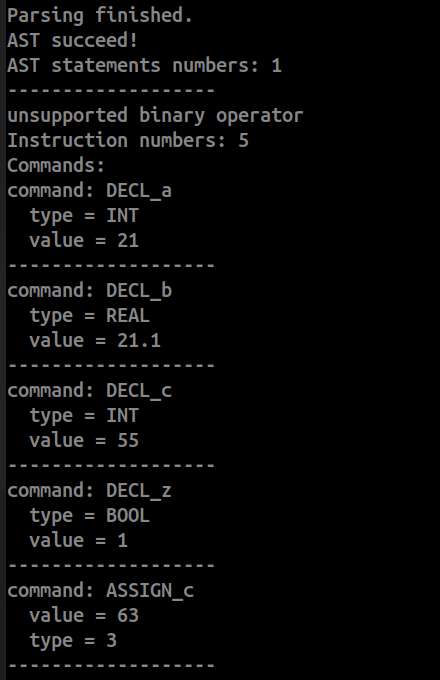 Parsing finished.
AST succeed!
AST statements numbers: 1
-------------------
unsupported binary operator
Instruction numbers: 5
Commands:
command: DECL_a
  type = INT
  value = 21
-------------------
command: DECL_b
  type = REAL
  value = 21.1
-------------------
command: DECL_c
  type = INT
  value = 55
-------------------
command: DECL_z
  type = BOOL
  value = 1
-------------------
command: ASSIGN_c
  value = 63
  type = 3
-------------------